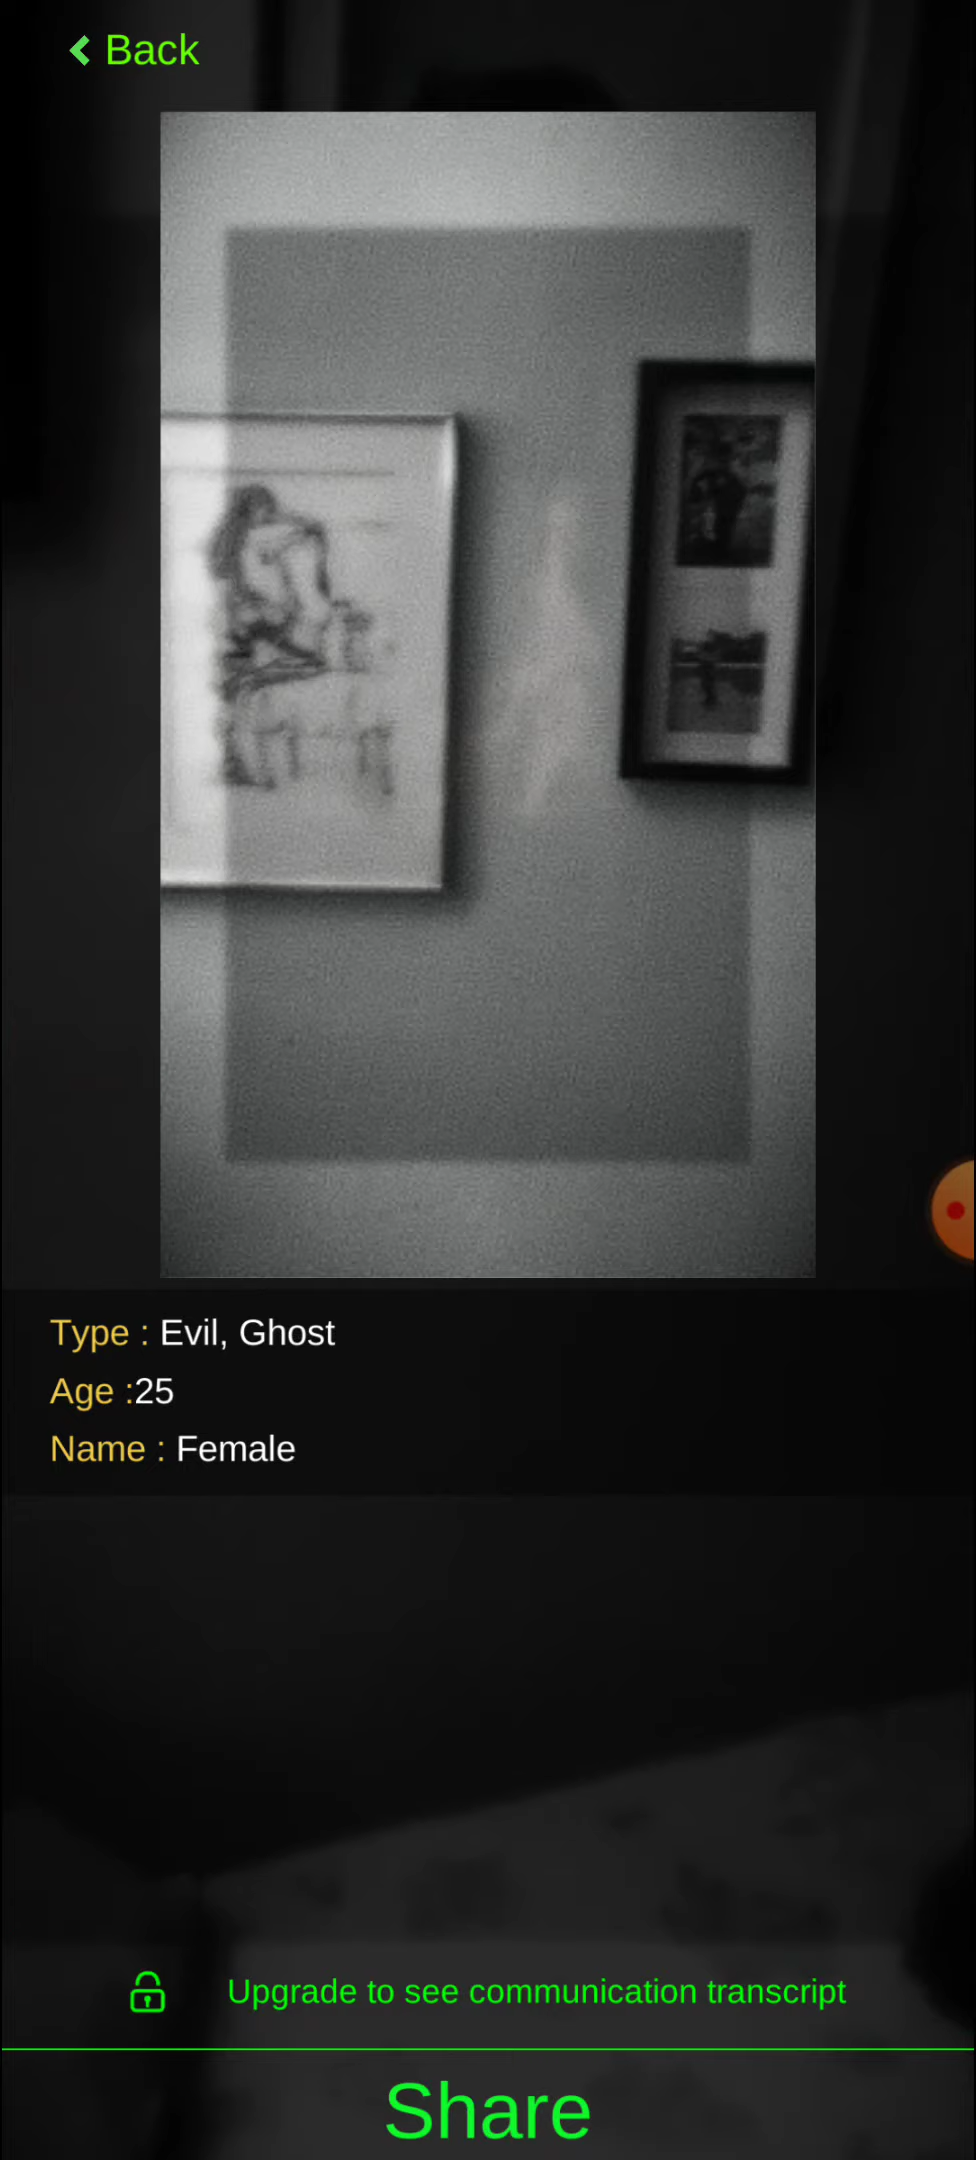 Back
Type : Evil, Ghost
Age :25
Name : Female
Upgrade to see communication transcript
Share